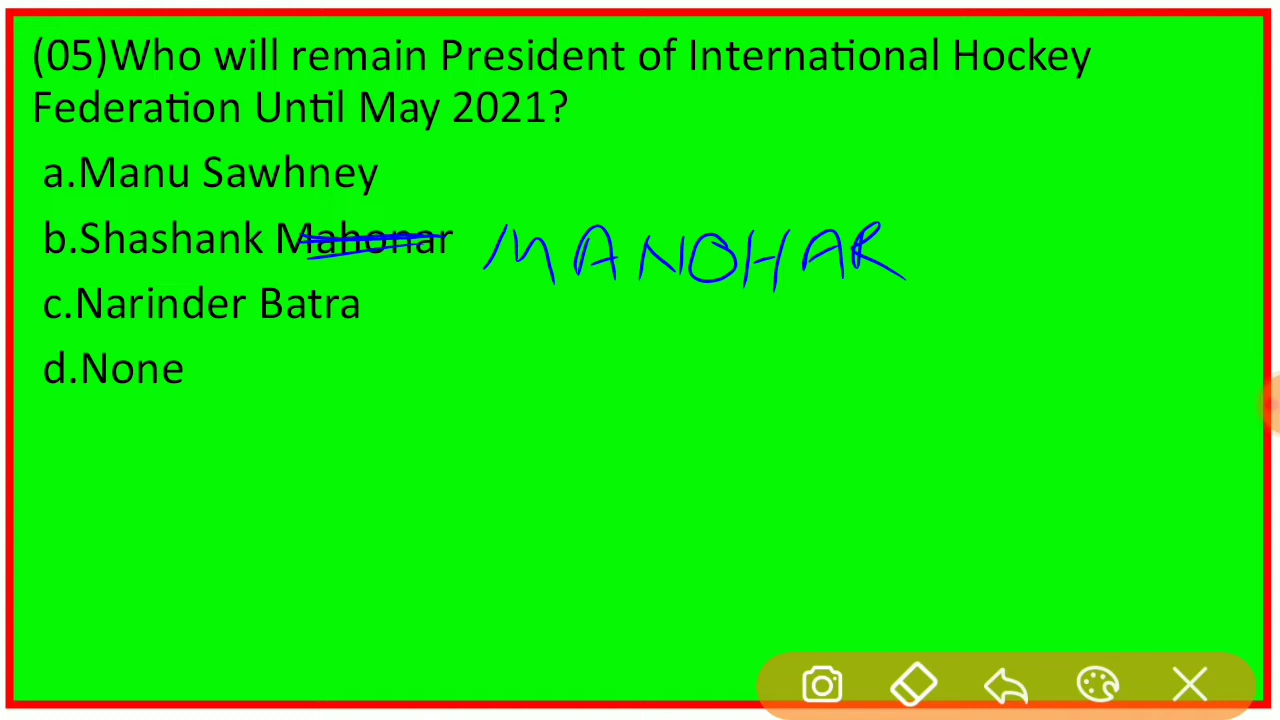 (05)Who will remain President of International Hockey
Federation Until May 2021?
a.Manu Sawhney
b.Shashank Mahonar MANOHAR
c.Narinder Batra
d.None